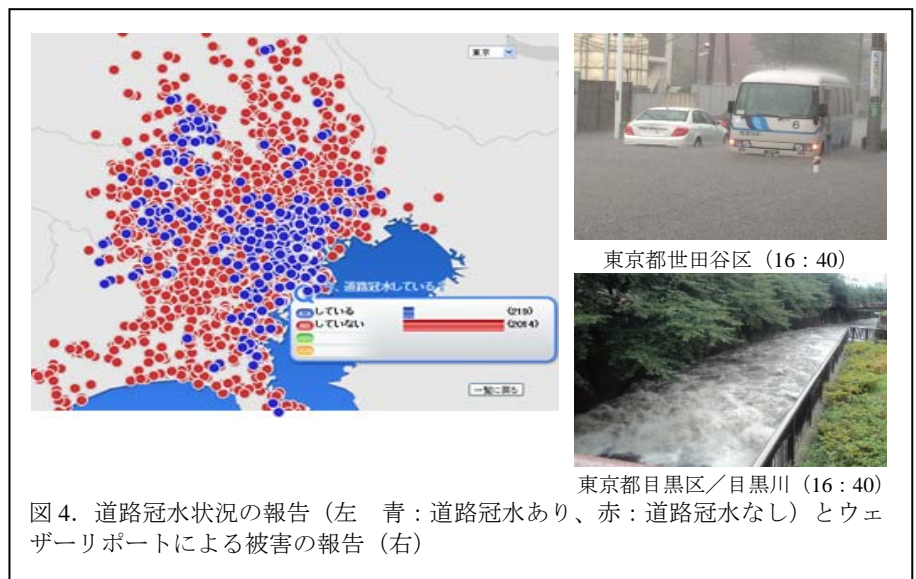 東京
、道路冠水している
している (219)
していない (2014)
一覧に戻る
6
東京都世田谷区（16：40）
東京都目黒区／目黒川（16：40）
図 4．道路冠水状況の報告（左　青：道路冠水あり、赤：道路冠水なし）とウェ
ザーリポートによる被害の報告（右）